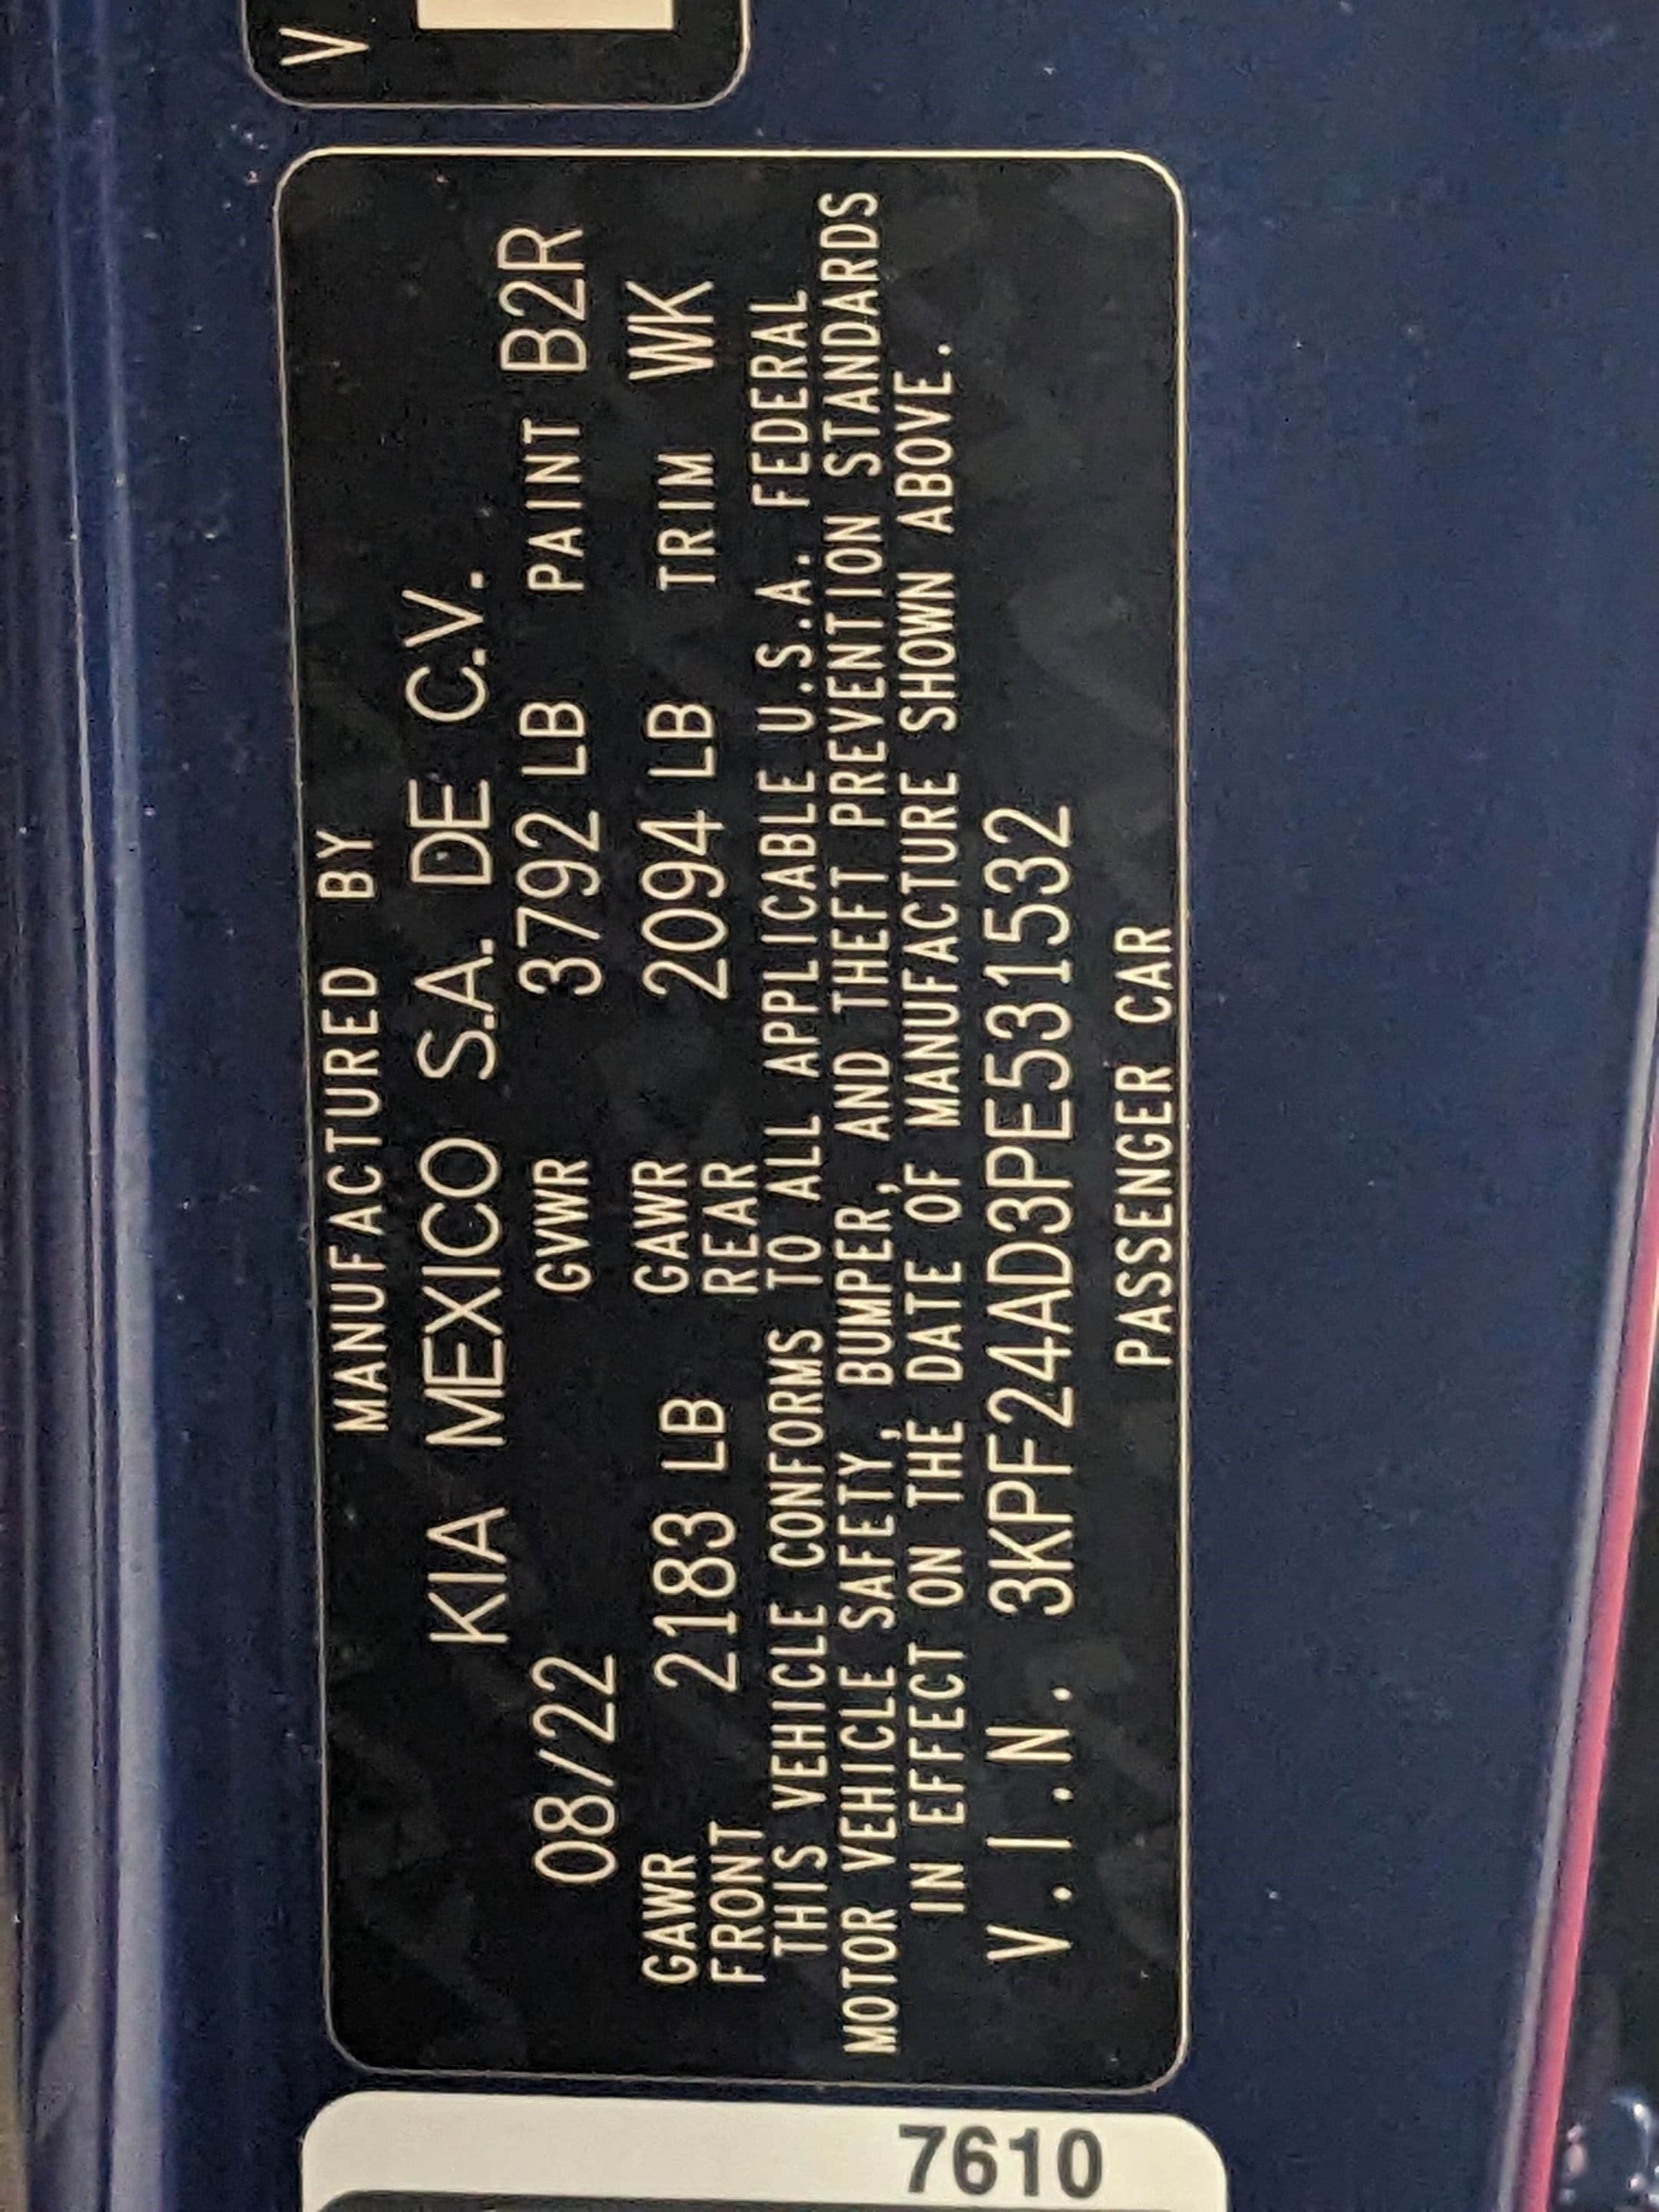 V
MANUFACTURED BY
KIA MEXICO S.A. DE C.V.
08/22 GVWR 3792 LB PAINT B2R
GAWR FRONT 2183 LB GAWR REAR 2094 LB TRIM WK
THIS VEHICLE CONFORMS TO ALL APPLICABLE U.S.A. FEDERAL
MOTOR VEHICLE SAFETY, BUMPER, AND THEFT PREVENTION STANDARDS
IN EFFECT ON THE DATE OF MANUFACTURE SHOWN ABOVE.
V.I.N. 3KPF24AD3PE531532
PASSENGER CAR
7610